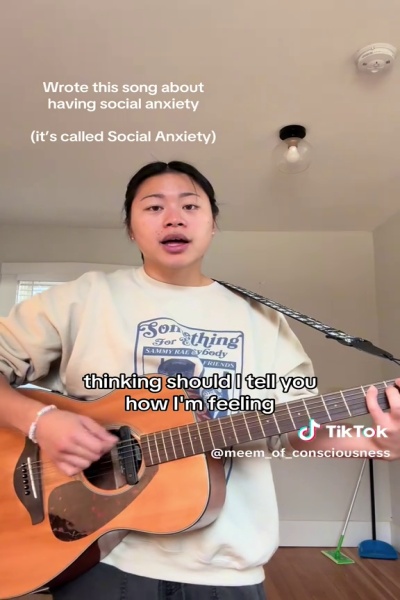 Wrote this song about
having social anxiety
(it's called Social Anxiety)
Something
For Everybody
SAMMY RAE
FRIENDS
thinking should I tell you
how I'm feeling
TikTok
@meem_of_consciousness